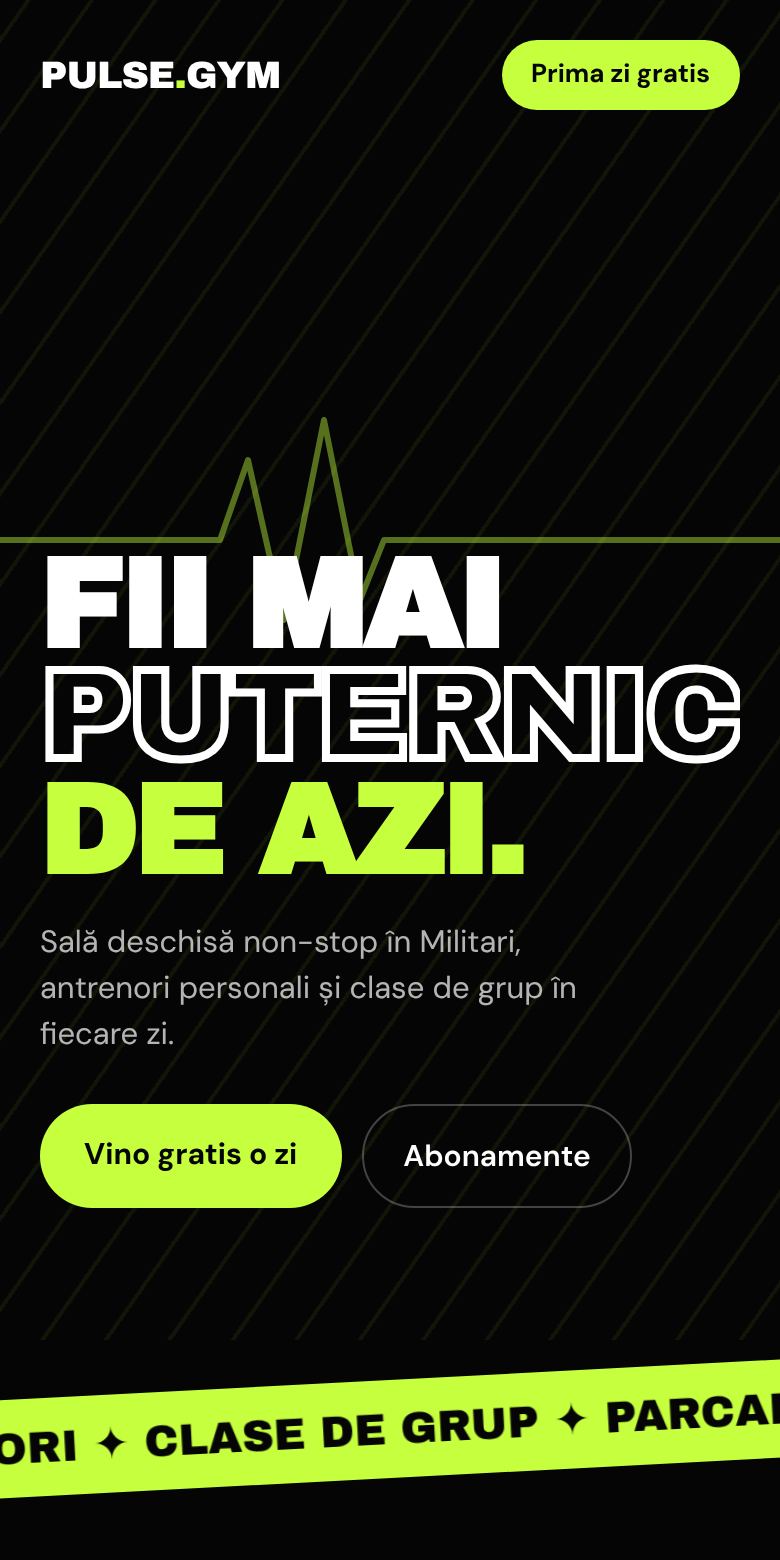 PULSE.GYM
Prima zi gratis
FII MAI
PUTERNIC
DE AZI.
Sală deschisă non-stop în Militari,
antrenori personali și clase de grup în
fiecare zi.
Vino gratis o zi
Abonamente
ORI ✦ CLASE DE GRUP ✦ PARCA